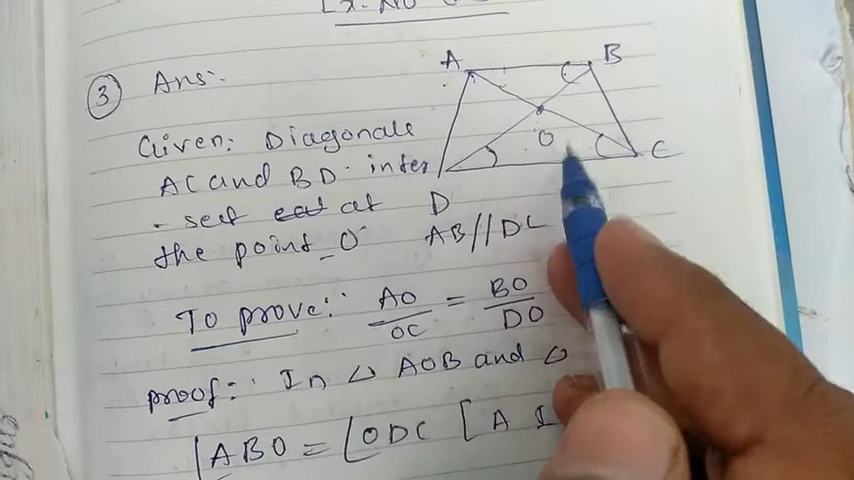 ③ Ans:-
A B
O C
Given: Diagonals
AC and BD. inter
- sect at D
the point O AB//DC
To prove:- AO/OC = BO/DO
proof:- In △ AOB and △
∠ABO = ∠ODC [A I